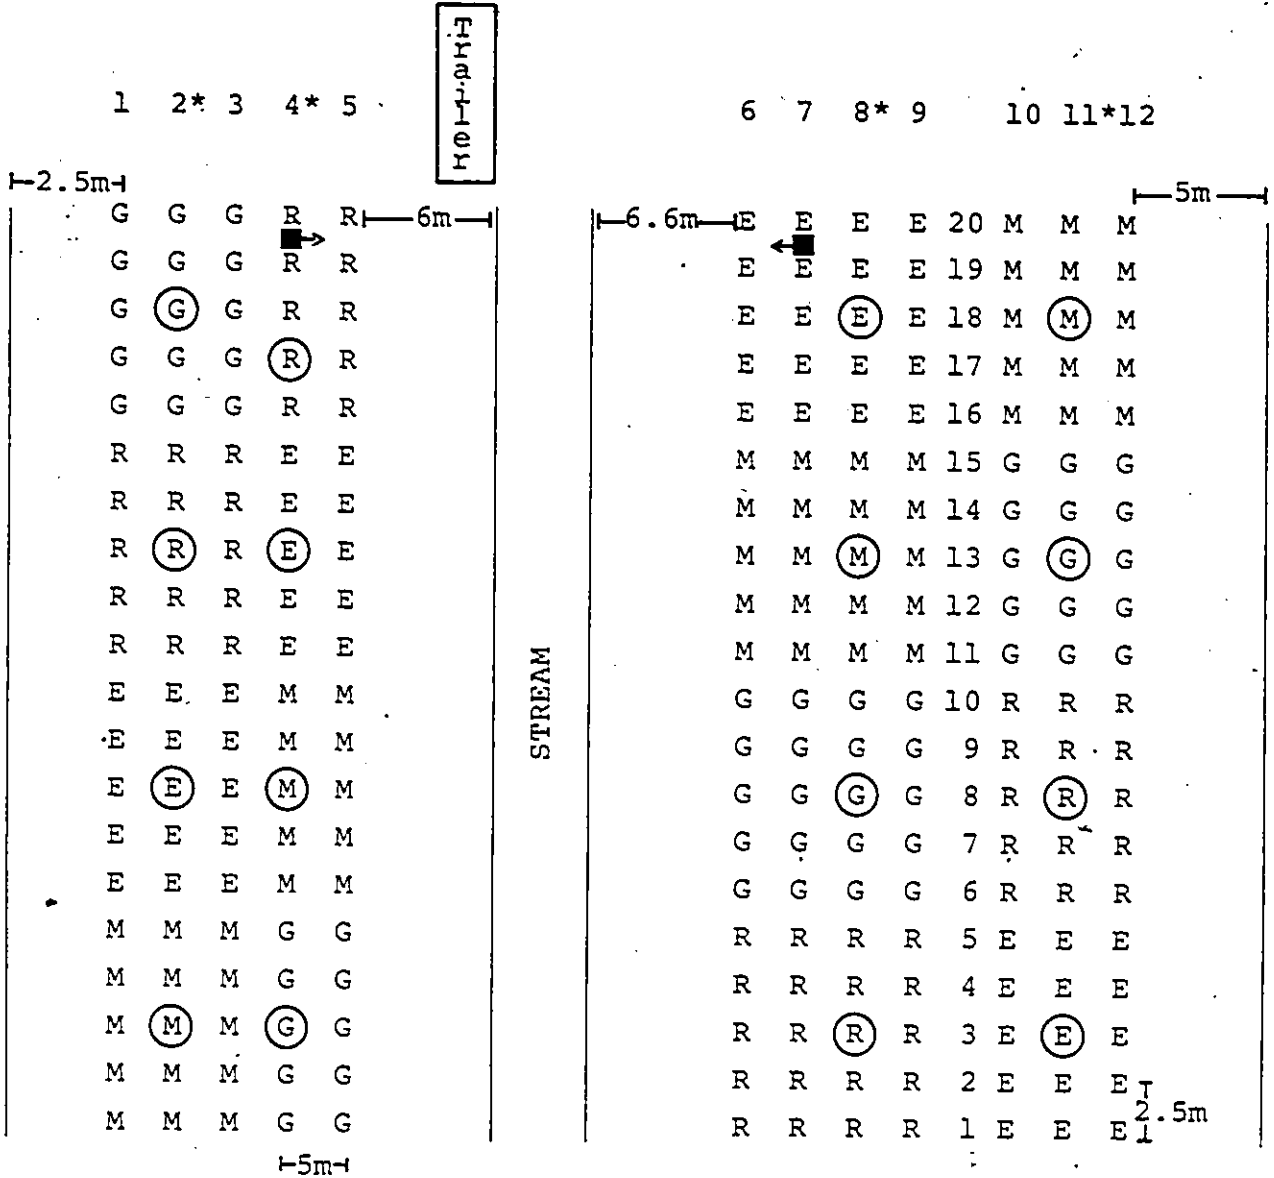 Trailer
1 2* 3 4* 5 6 7 8* 9 10 11* 12
2.5m 5m
G G G R R 6m 6.6m E E E E 20 M M M
G G G R R E E E E 19 M M M
G G G R R E E E E 18 M M M
G G G R R E E E E 17 M M M
G G G R R E E E E 16 M M M
R R R E E M M M M 15 G G G
R R R E E M M M M 14 G G G
R R R E E M M M M 13 G G G
R R R E E M M M M 12 G G G
R R R E E M M M M 11 G G G
STREAM
E E E M M G G G G 10 R R R
E E E M M G G G G 9 R R R
E E E M M G G G G 8 R R R
E E E M M G G G G 7 R R R
E E E M M G G G G 6 R R R
M M M G G R R R R 5 E E E
M M M G G R R R R 4 E E E
M M M G G R R R R 3 E E E
M M M G G R R R R 2 E E E
2.5m
M M M G G R R R R 1 E E E
5m